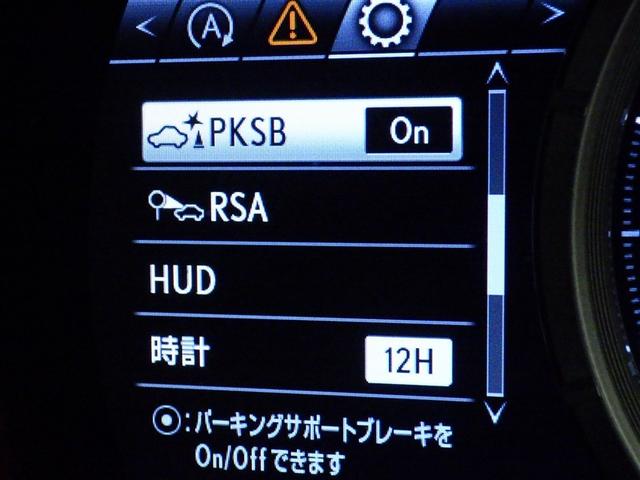 A
PKSB On
RSA
HUD
時計 12H
:パーキングサポートブレーキを
On/Offできます